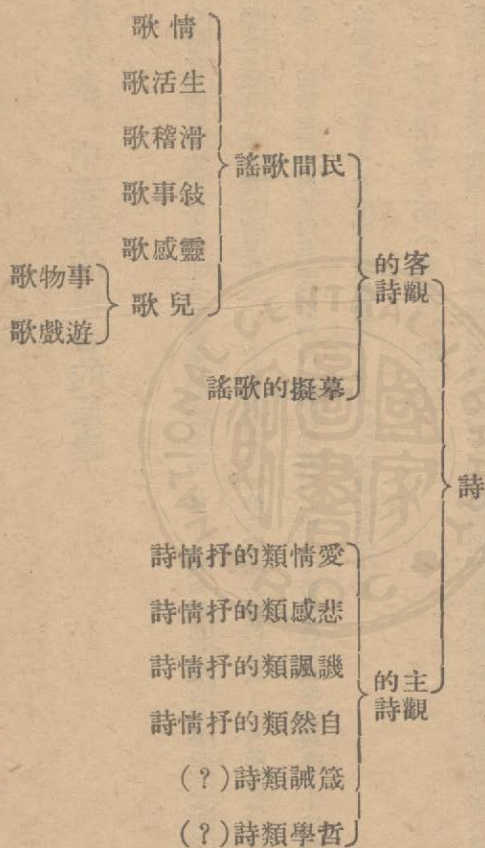 詩
客觀
的詩
民間歌謠
情歌
生活歌
滑稽歌
敍事歌
靈感歌
兒歌
事物歌
遊戲歌
摹擬的歌謠
主觀
的詩
愛情類的抒情詩
悲感類的抒情詩
譏諷類的抒情詩
自然類的抒情詩
箴誡類詩(?)
哲學類詩(?)